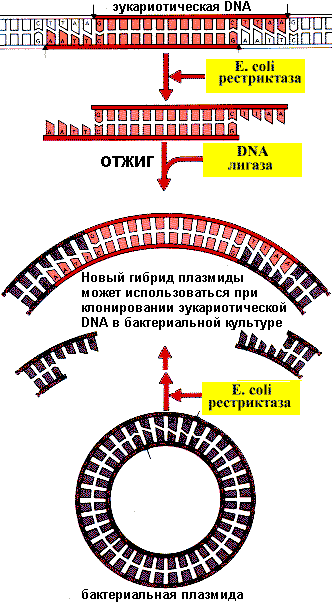 эукариотическая DNA
C T T A A G C T T A A G
G A A T T C G A A T T C
E. coli
рестриктаза
A A T T
ОТЖИГ
DNA
лигаза
Новый гибрид плазмиды
может использоваться при
клонировании эукариотической
DNA в бактериальной культуре
E. coli
рестриктаза
бактериальная плазмида